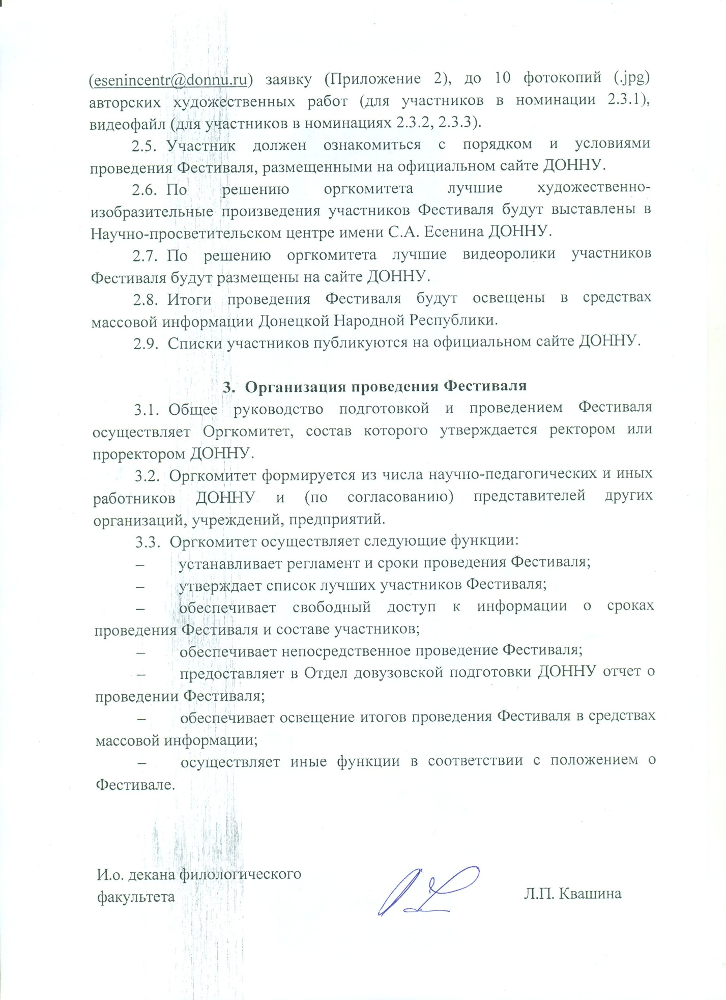 (esenincentr@donnu.ru) заявку (Приложение 2), до 10 фотокопий (.jpg)
авторских художественных работ (для участников в номинации 2.3.1),
видеофайл (для участников в номинациях 2.3.2, 2.3.3).
2.5. Участник должен ознакомиться с порядком и условиями
проведения Фестиваля, размещенными на официальном сайте ДОННУ.
2.6. По решению оргкомитета лучшие художественно-
изобразительные произведения участников Фестиваля будут выставлены в
Научно-просветительском центре имени С.А. Есенина ДОННУ.
2.7. По решению оргкомитета лучшие видеоролики участников
Фестиваля будут размещены на сайте ДОННУ.
2.8. Итоги проведения Фестиваля будут освещены в средствах
массовой информации Донецкой Народной Республики.
2.9. Списки участников публикуются на официальном сайте ДОННУ.
3. Организация проведения Фестиваля
3.1. Общее руководство подготовкой и проведением Фестиваля
осуществляет Оргкомитет, состав которого утверждается ректором или
проректором ДОННУ.
3.2. Оргкомитет формируется из числа научно-педагогических и иных
работников ДОННУ и (по согласованию) представителей других
организаций, учреждений, предприятий.
3.3. Оргкомитет осуществляет следующие функции:
– устанавливает регламент и сроки проведения Фестиваля;
– утверждает список лучших участников Фестиваля;
– обеспечивает свободный доступ к информации о сроках
проведения Фестиваля и составе участников;
– обеспечивает непосредственное проведение Фестиваля;
– предоставляет в Отдел довузовской подготовки ДОННУ отчет о
проведении Фестиваля;
– обеспечивает освещение итогов проведения Фестиваля в средствах
массовой информации;
– осуществляет иные функции в соответствии с положением о
Фестивале.
И.о. декана филологического
факультета Л.П. Квашина